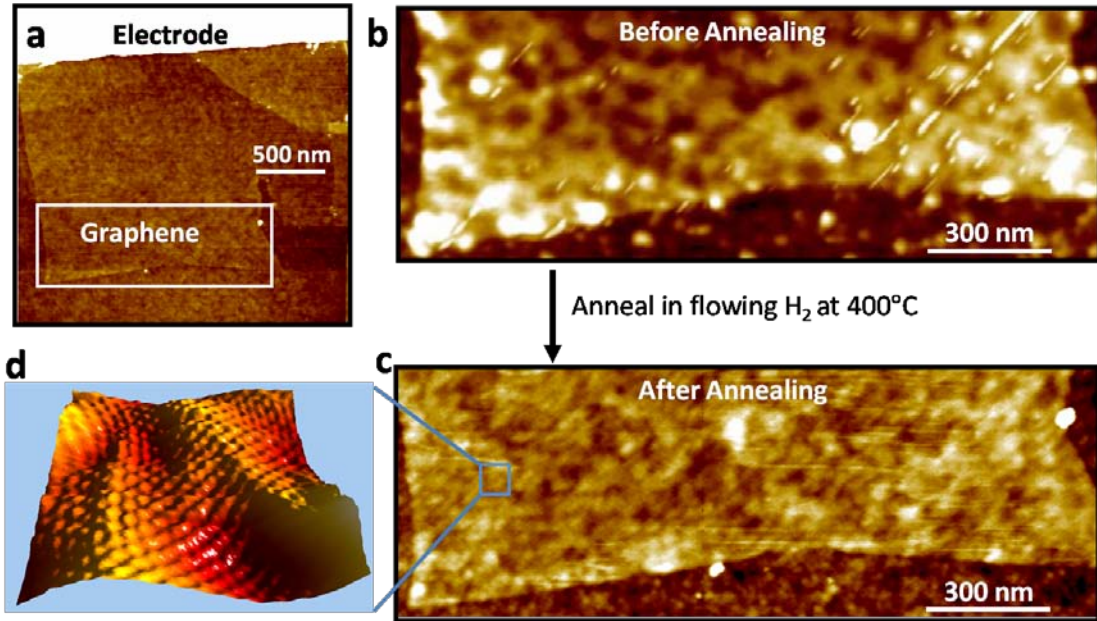 a
Electrode
500 nm
Graphene
b
Before Annealing
300 nm
Anneal in flowing H₂ at 400°C
d
c
After Annealing
300 nm